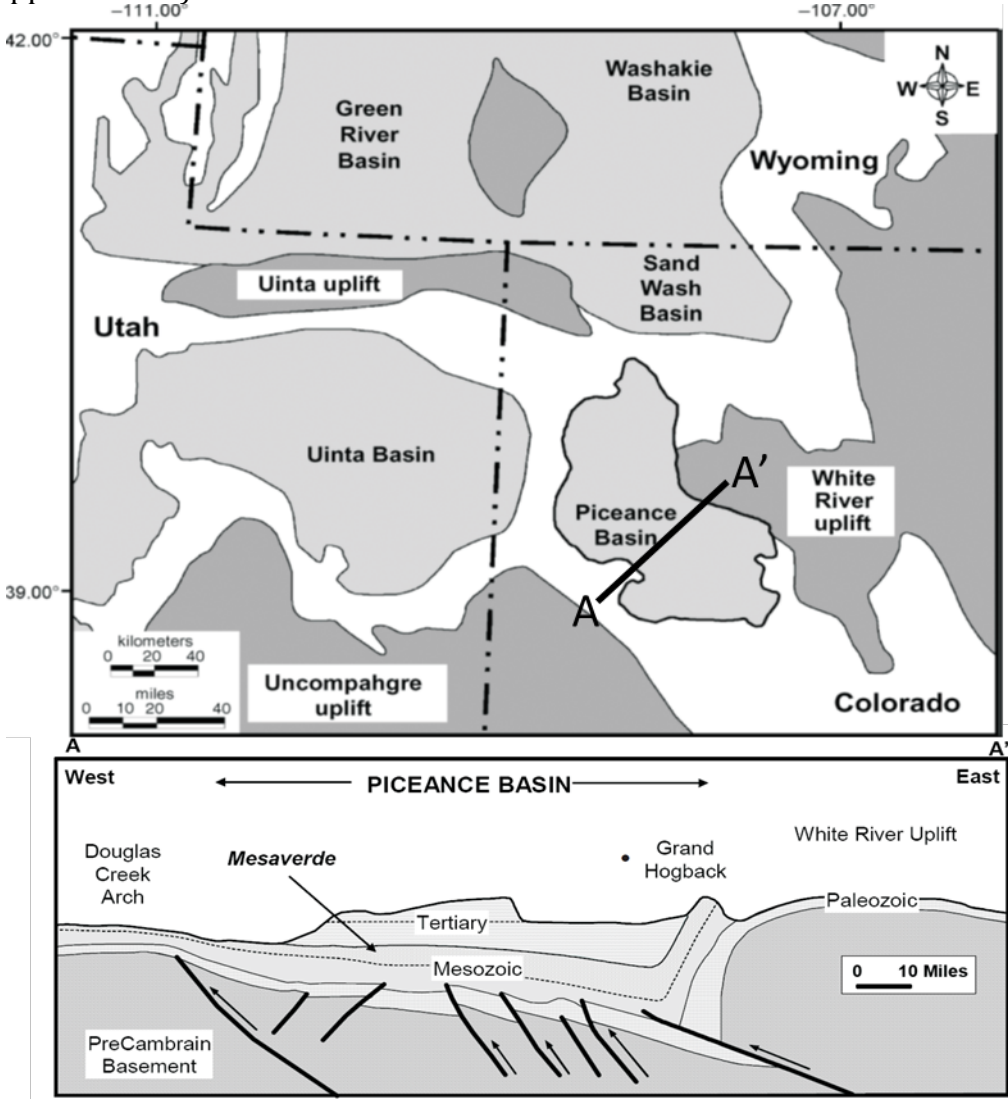 −111.00°
−107.00°
42.00°
N
W E
S
Washakie
Basin
Green
River
Basin
Wyoming
Uinta uplift
Sand
Wash
Basin
Utah
Uinta Basin
A’
White
River
uplift
Piceance
Basin
39.00°
A
kilometers
0 20 40
miles
0 10 20 40
Uncompahgre
uplift
Colorado
A A’
West PICEANCE BASIN East
White River Uplift
Douglas
Creek
Arch
Mesaverde
Grand
Hogback
Paleozoic
Tertiary
Mesozoic
0 10 Miles
PreCambrain
Basement